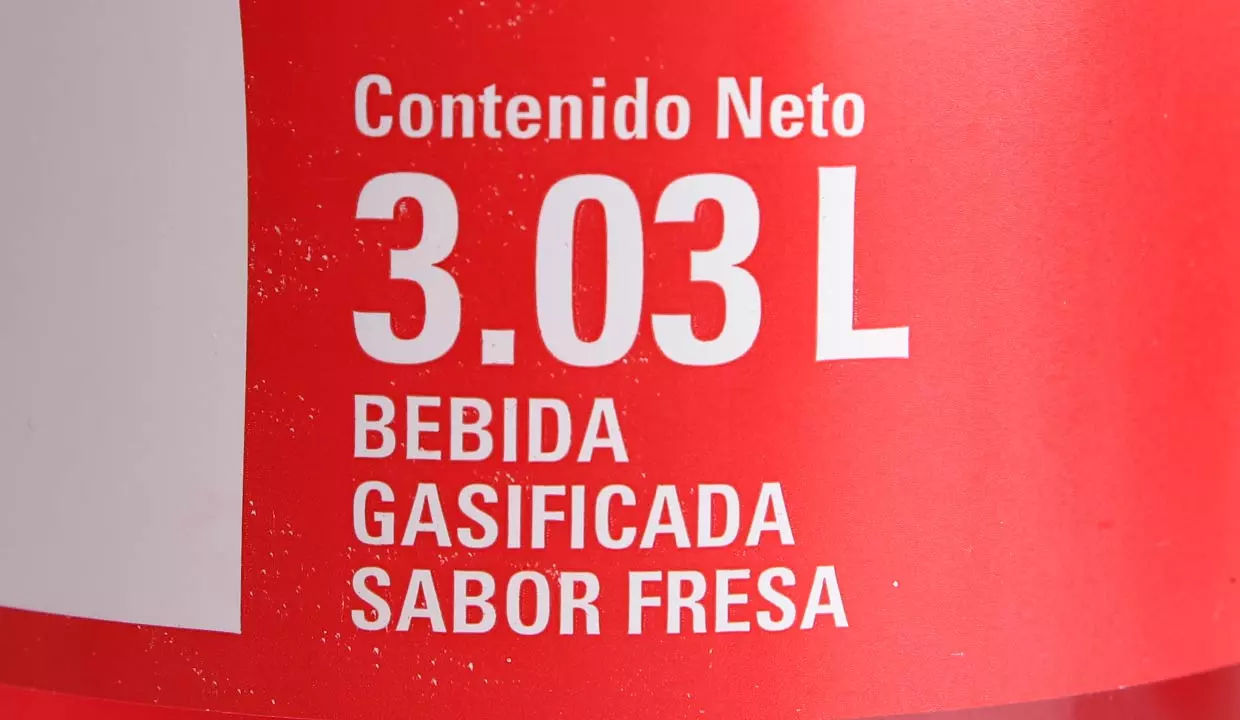 Contenido Neto
3.03 L
BEBIDA
GASIFICADA
SABOR FRESA